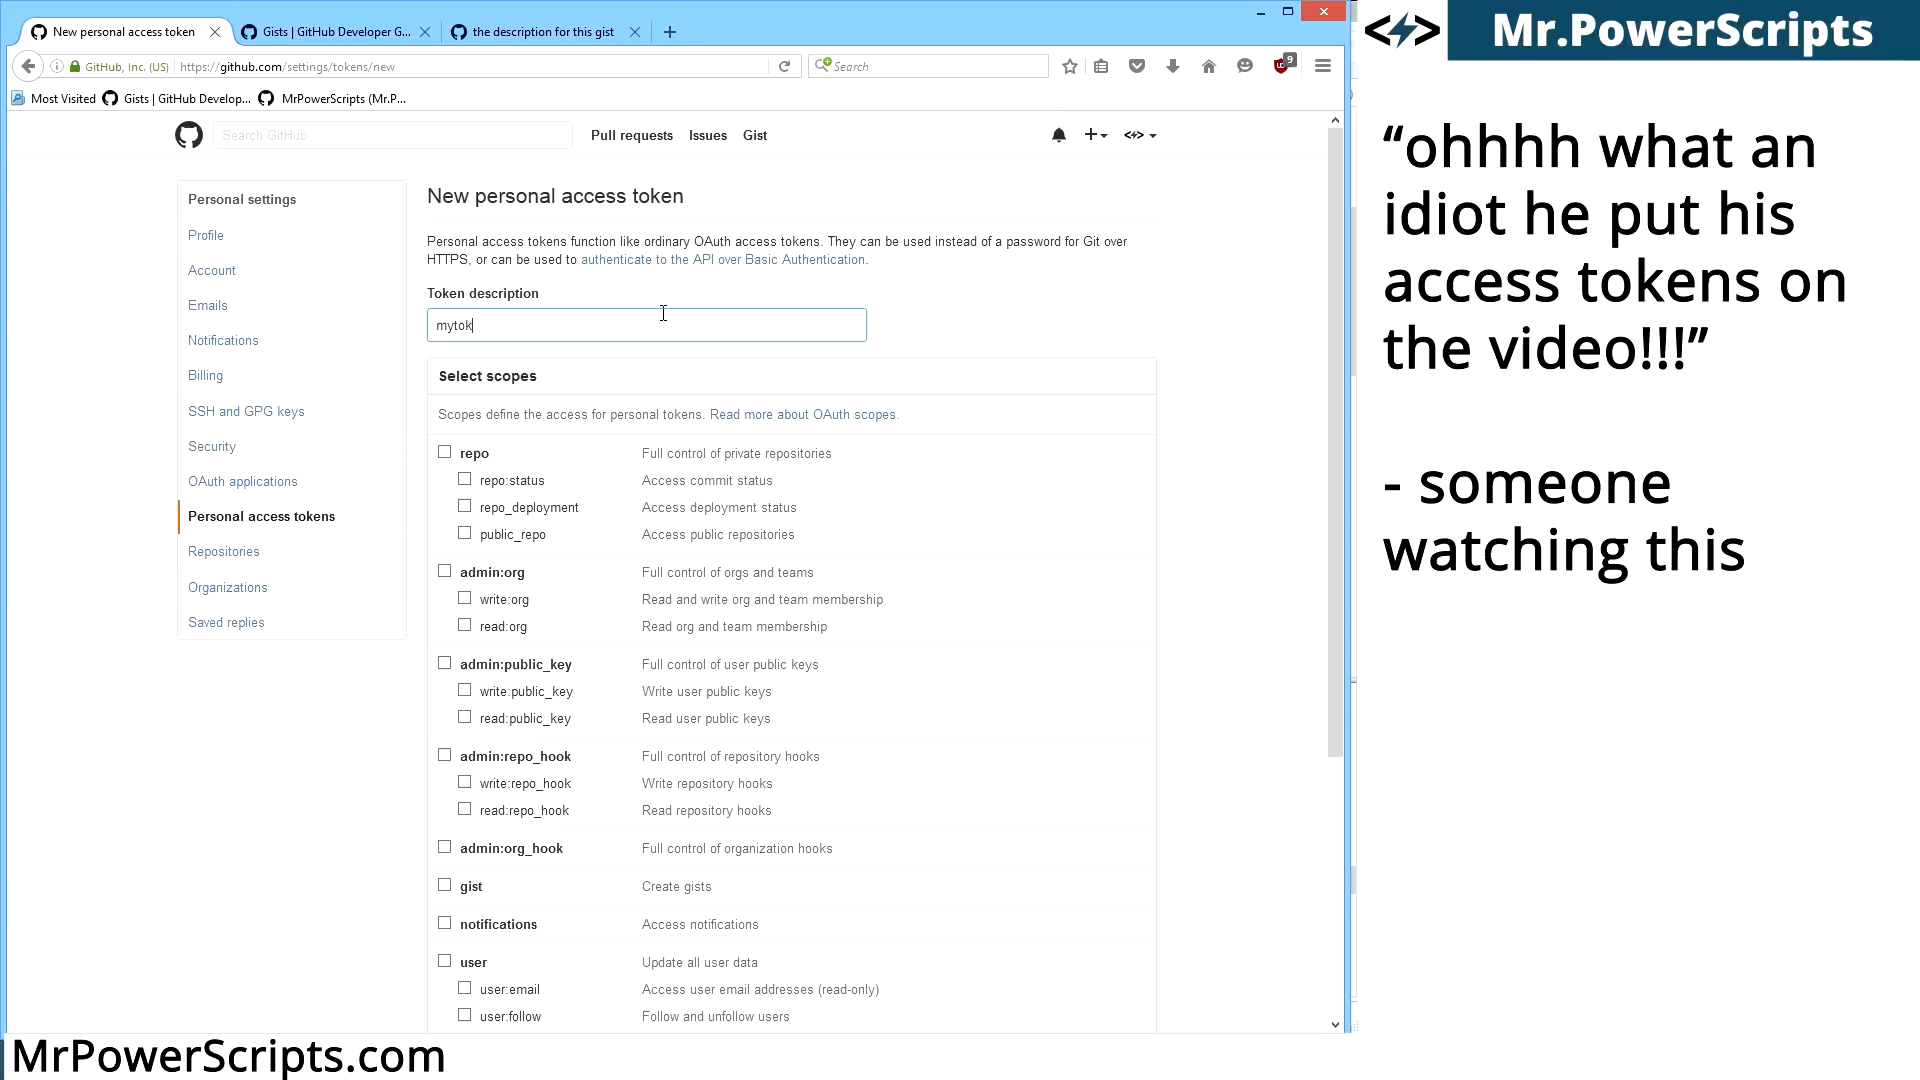 New personal access token
Gists | GitHub Developer G...
the description for this gist
Mr.PowerScripts
GitHub, Inc. (US)
https://github.com/settings/tokens/new
Search
9
Most Visited
Gists | GitHub Develop...
MrPowerScripts (Mr.P...
Search GitHub
Pull requests
Issues
Gist
Personal settings
Profile
Account
Emails
Notifications
Billing
SSH and GPG keys
Security
OAuth applications
Personal access tokens
Repositories
Organizations
Saved replies
New personal access token
Personal access tokens function like ordinary OAuth access tokens. They can be used instead of a password for Git over
HTTPS, or can be used to authenticate to the API over Basic Authentication.
Token description
mytok
Select scopes
Scopes define the access for personal tokens. Read more about OAuth scopes.
repo Full control of private repositories
repo:status Access commit status
repo_deployment Access deployment status
public_repo Access public repositories
admin:org Full control of orgs and teams
write:org Read and write org and team membership
read:org Read org and team membership
admin:public_key Full control of user public keys
write:public_key Write user public keys
read:public_key Read user public keys
admin:repo_hook Full control of repository hooks
write:repo_hook Write repository hooks
read:repo_hook Read repository hooks
admin:org_hook Full control of organization hooks
gist Create gists
notifications Access notifications
user Update all user data
user:email Access user email addresses (read-only)
user:follow Follow and unfollow users
“ohhhh what an
idiot he put his
access tokens on
the video!!!”
- someone
watching this
MrPowerScripts.com